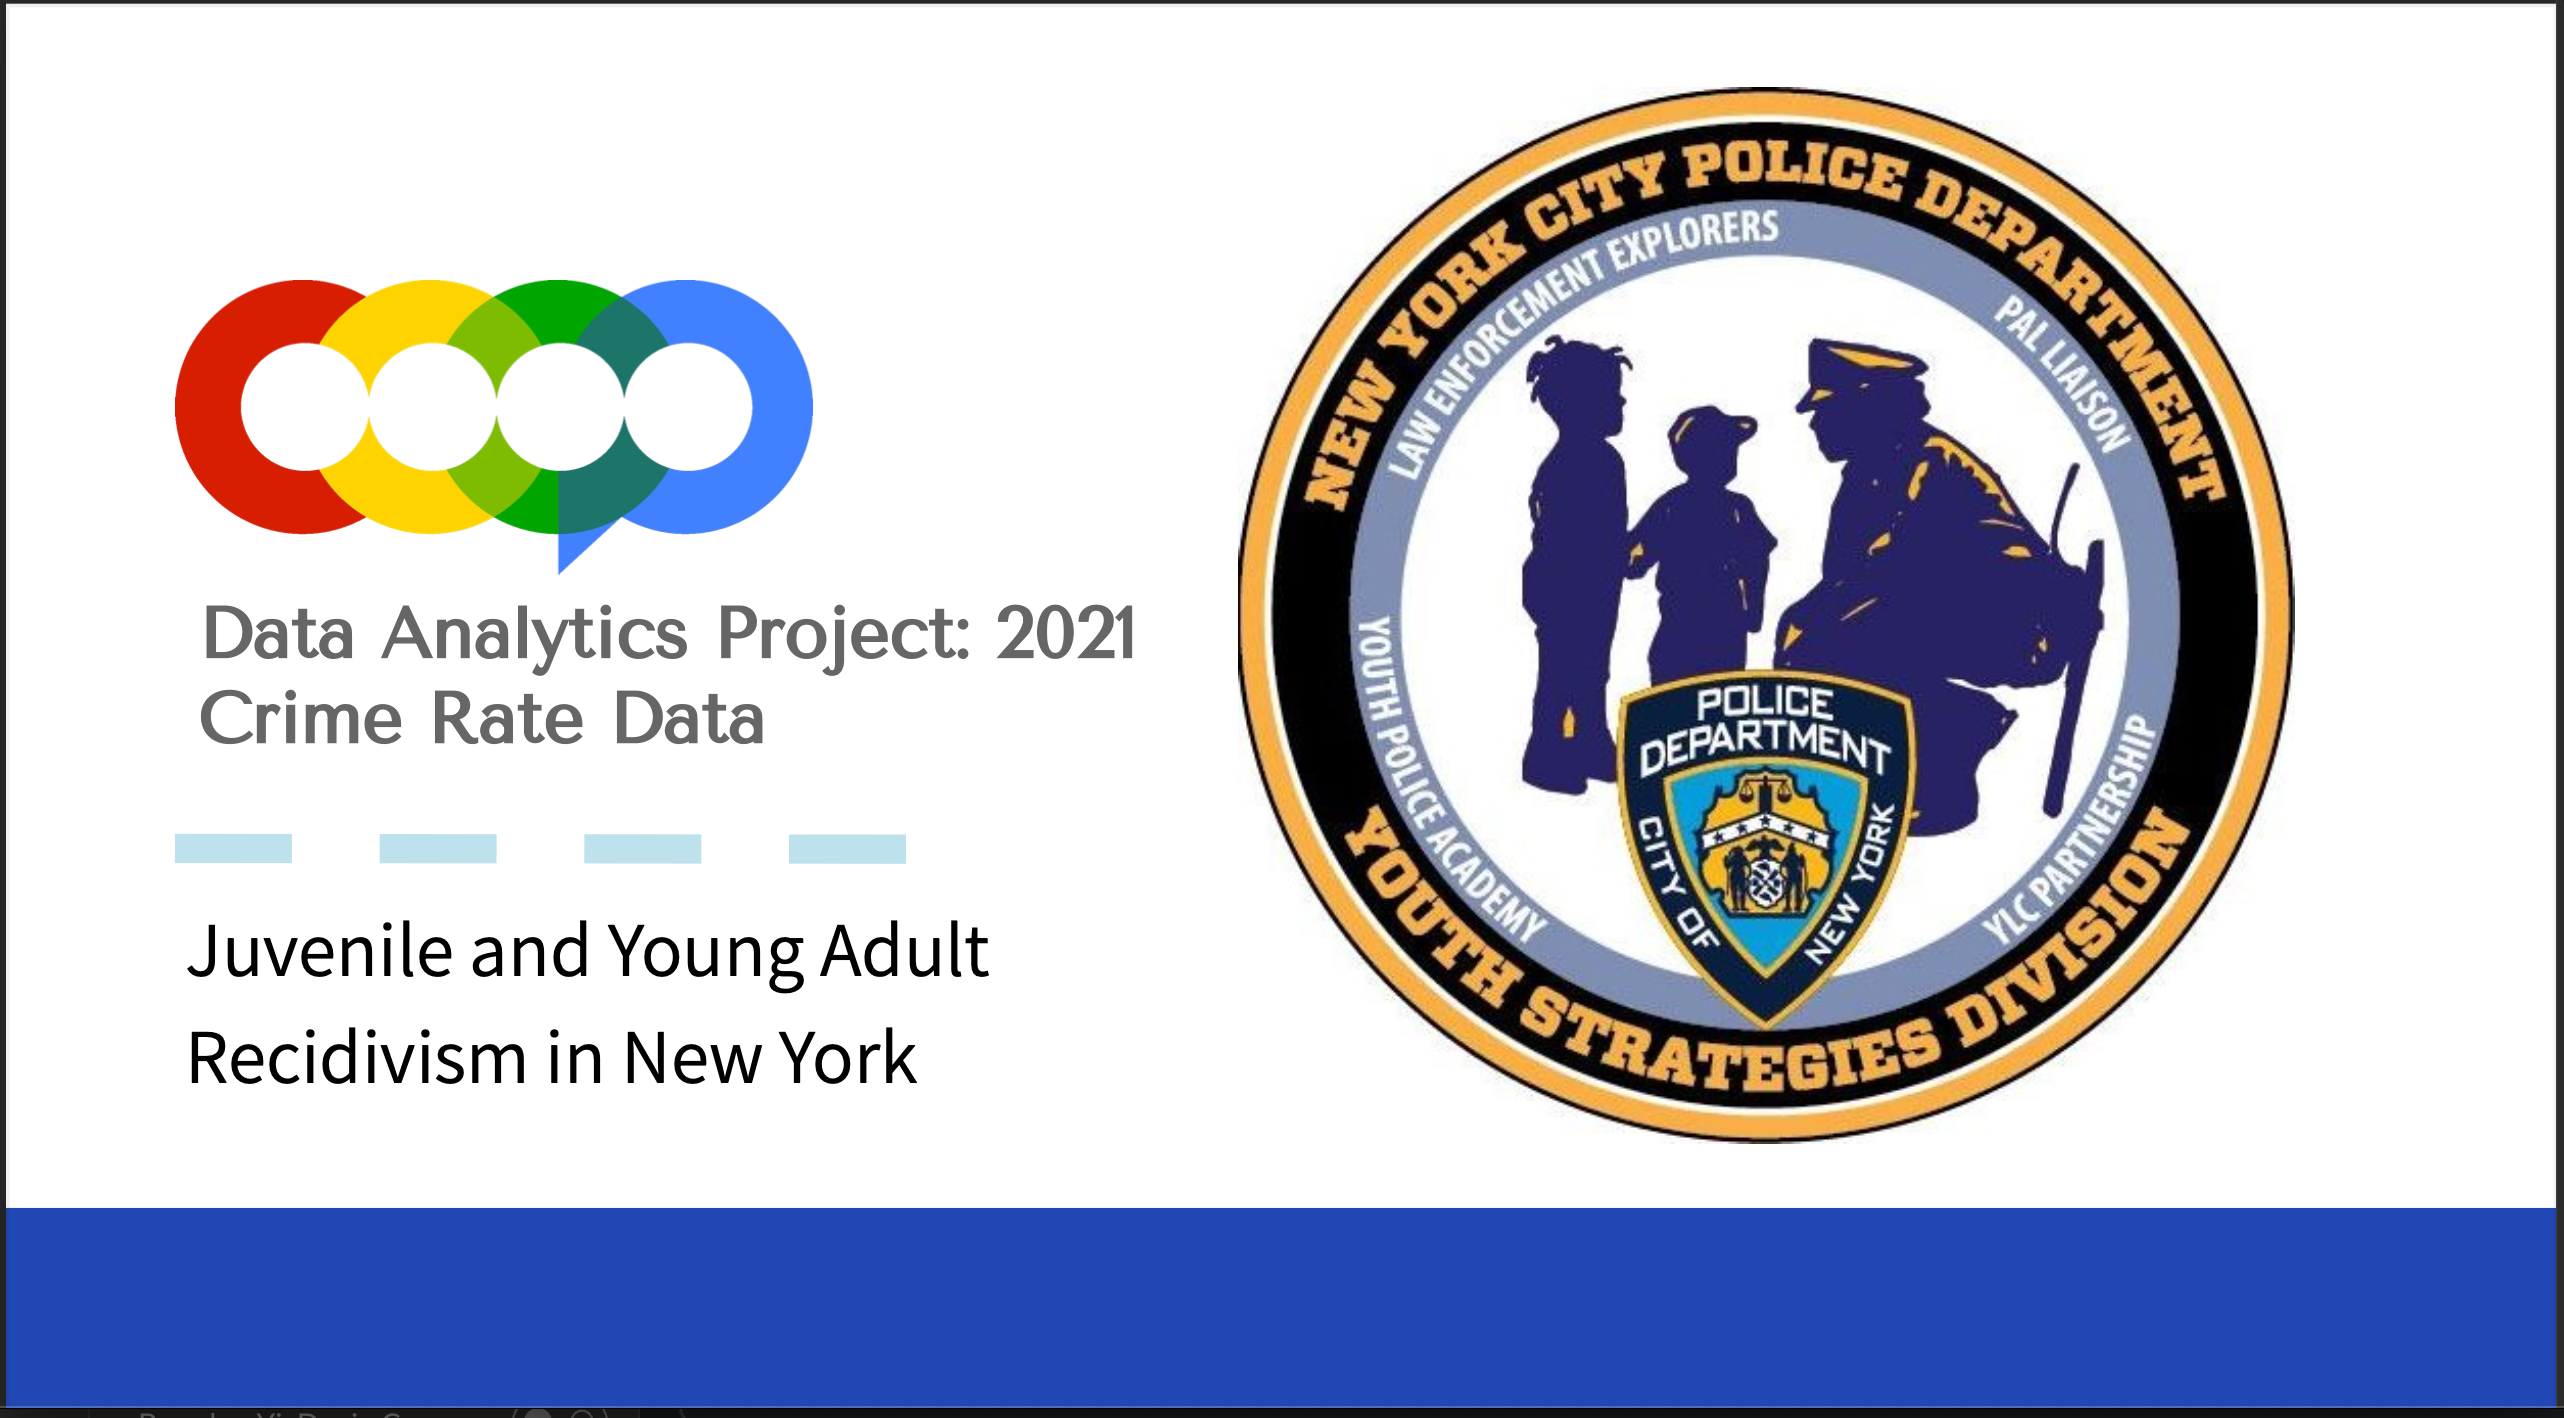 Data Analytics Project: 2021
Crime Rate Data
Juvenile and Young Adult
Recidivism in New York
NEW YORK CITY POLICE DEPARTMENT
LAW ENFORCEMENT EXPLORERS
PAL LIAISON
YOUTH POLICE ACADEMY
YLC PARTNERSHIP
POLICE
DEPARTMENT
CITY OF
NEW YORK
YOUTH STRATEGIES DIVISION